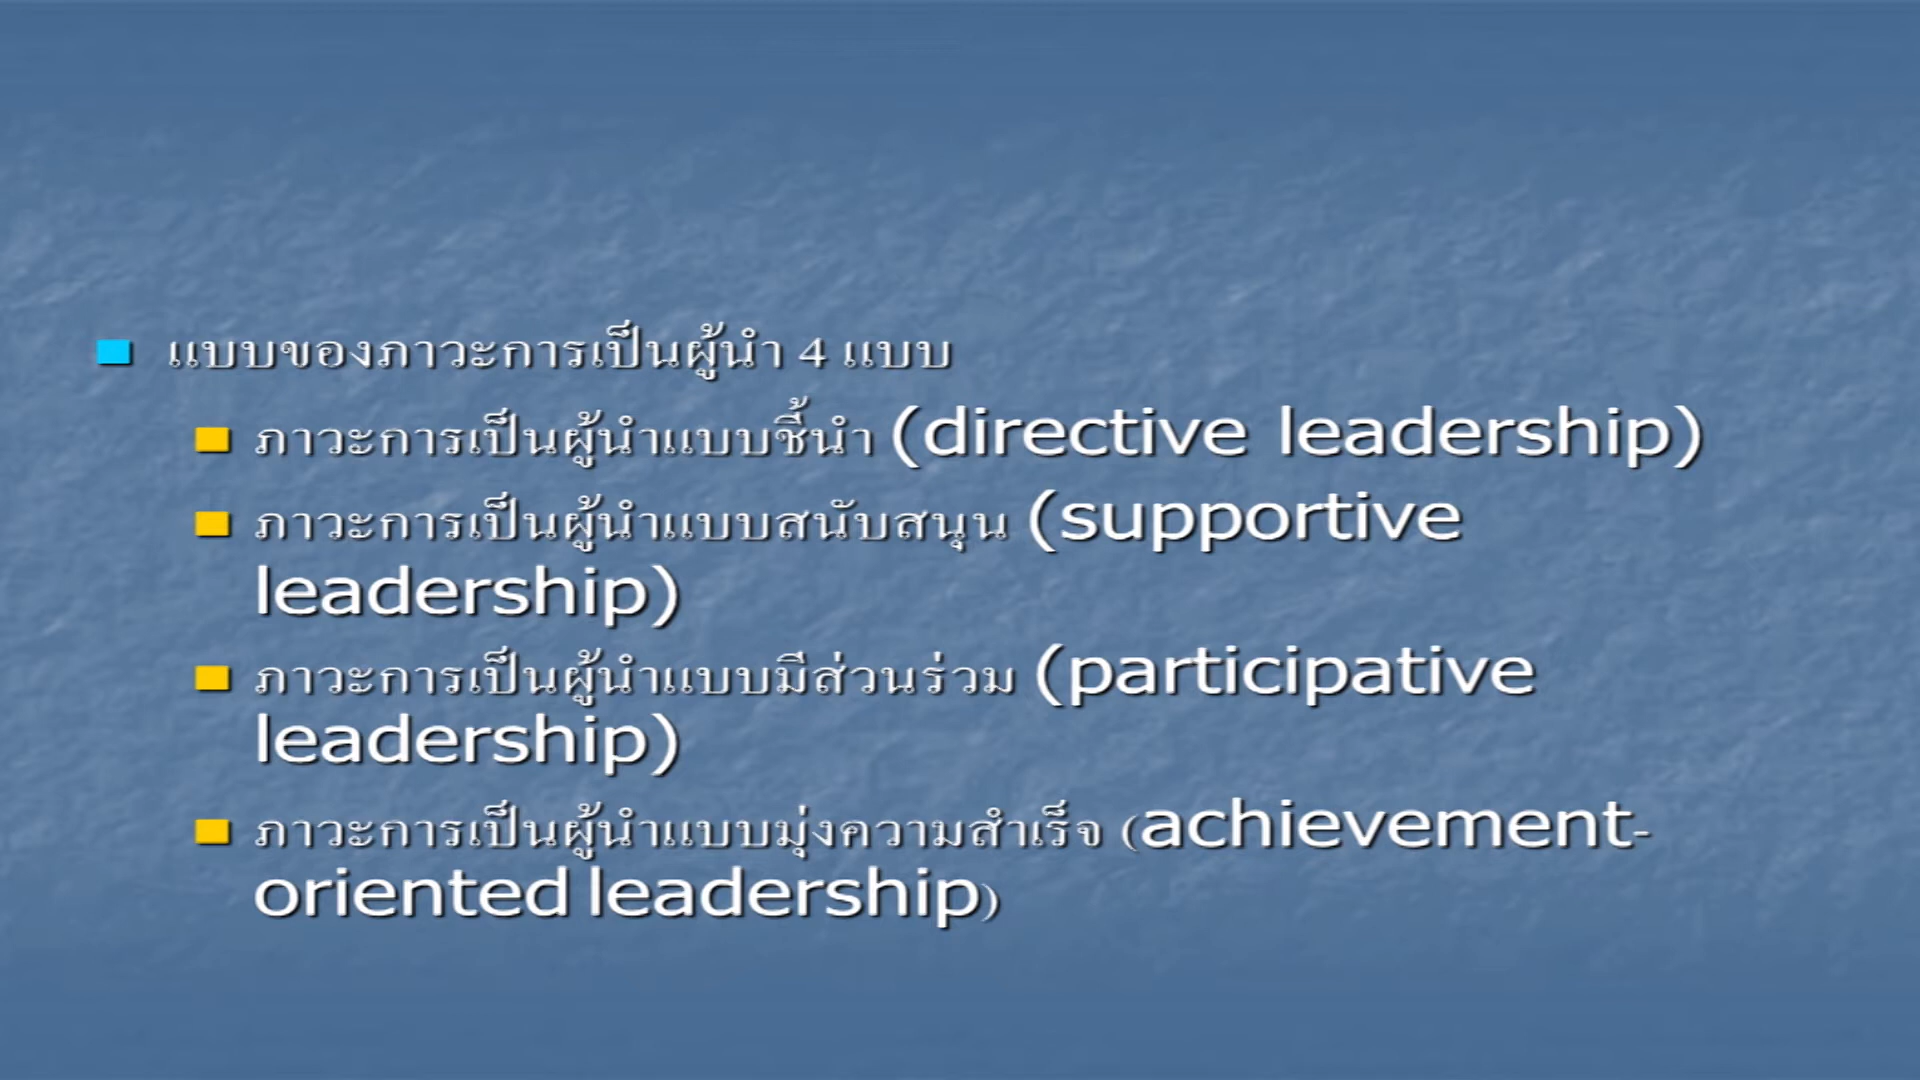 แบบของภาวะการเป็นผู้นำ 4 แบบ
ภาวะการเป็นผู้นำแบบชี้นำ (directive leadership)
ภาวะการเป็นผู้นำแบบสนับสนุน (supportive
leadership)
ภาวะการเป็นผู้นำแบบมีส่วนร่วม (participative
leadership)
ภาวะการเป็นผู้นำแบบมุ่งความสำเร็จ (achievement-
oriented leadership)